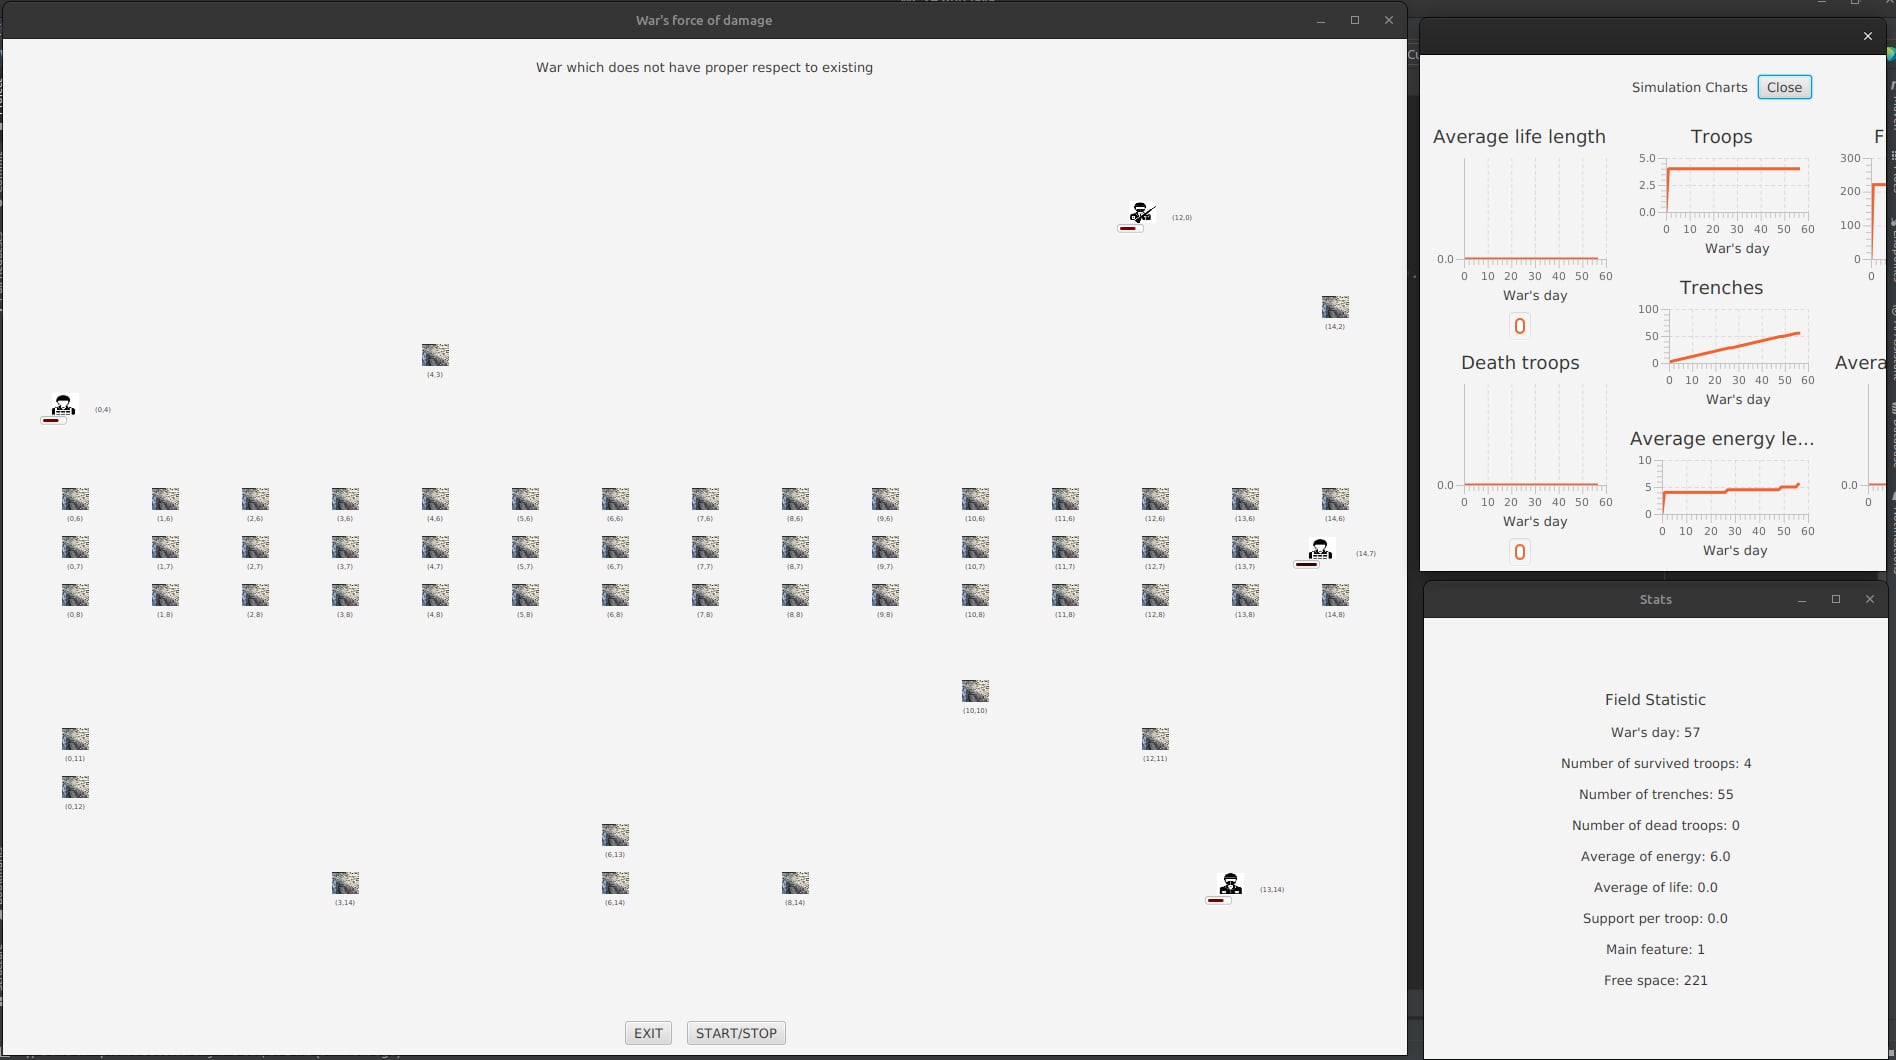 War's force of damage
War which does not have proper respect to existing
(12,0)
(14,2)
(4,3)
(0,4)
(0,6) (1,6) (2,6) (3,6) (4,6) (5,6) (6,6) (7,6) (8,6) (9,6) (10,6) (11,6) (12,6) (13,6) (14,6)
(0,7) (1,7) (2,7) (3,7) (4,7) (5,7) (6,7) (7,7) (8,7) (9,7) (10,7) (11,7) (12,7) (13,7) (14,7)
(0,8) (1,8) (2,8) (3,8) (4,8) (5,8) (6,8) (7,8) (8,8) (9,8) (10,8) (11,8) (12,8) (13,8) (14,8)
(10,10)
(0,11) (12,11)
(0,12)
(6,13)
(3,14) (6,14) (8,14) (13,14)
EXIT START/STOP
Simulation Charts Close
Average life length
0.0
0 10 20 30 40 50 60
War's day
0
Death troops
0.0
0 10 20 30 40 50 60
War's day
0
Troops
5.0
2.5
0.0
0 10 20 30 40 50 60
War's day
Trenches
100
50
0
0 10 20 30 40 50 60
War's day
Average energy le...
10
5
0
0 10 20 30 40 50 60
War's day
F
300
200
100
0
0
Avera
0.0
0
Stats
Field Statistic
War's day: 57
Number of survived troops: 4
Number of trenches: 55
Number of dead troops: 0
Average of energy: 6.0
Average of life: 0.0
Support per troop: 0.0
Main feature: 1
Free space: 221